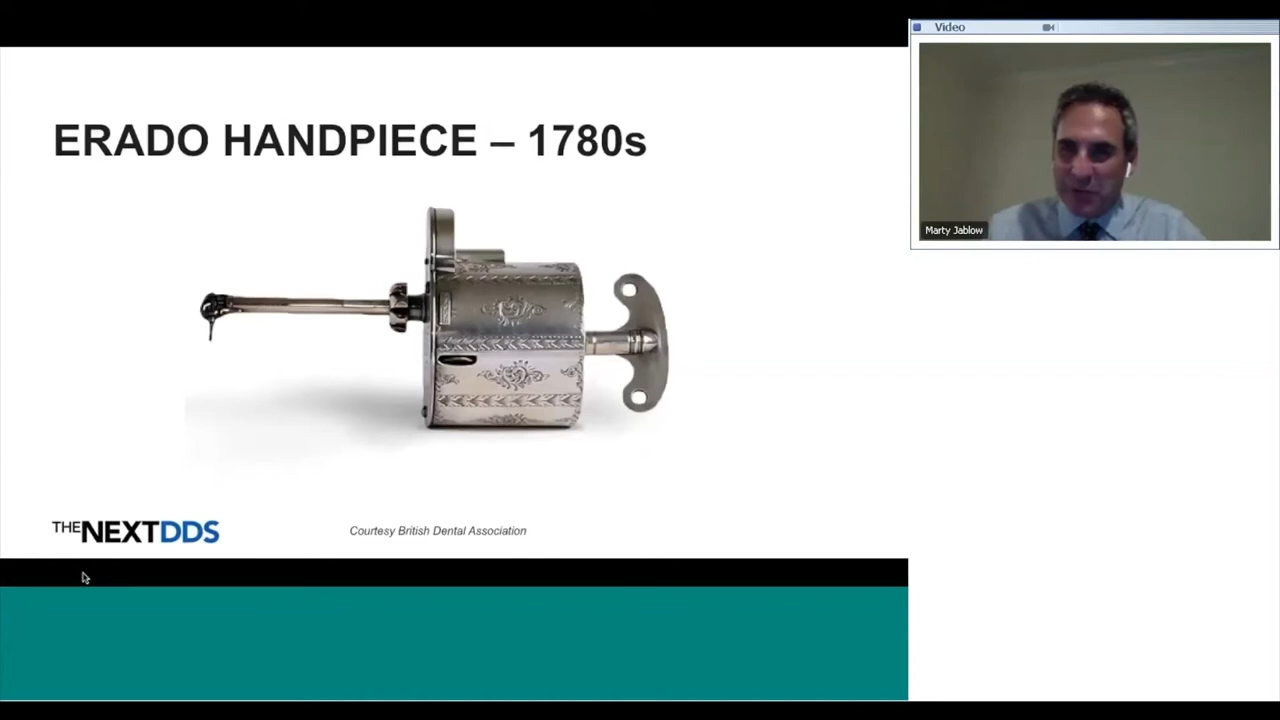 Video
ERADO HANDPIECE – 1780s
Marty Jablow
THENEXTDDS
Courtesy British Dental Association